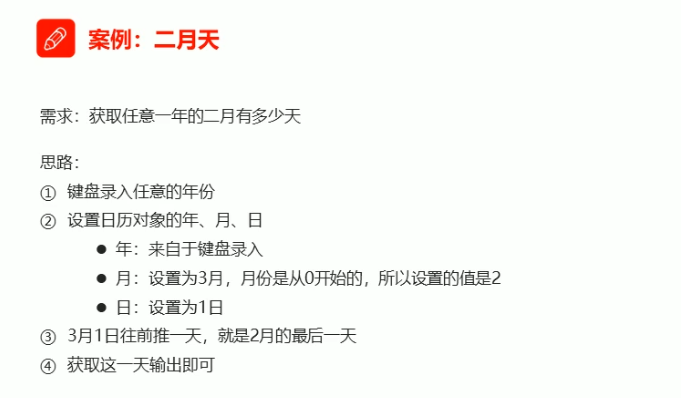 案例：二月天
需求：获取任意一年的二月有多少天
思路：
① 键盘录入任意的年份
② 设置日历对象的年、月、日
● 年：来自于键盘录入
● 月：设置为3月，月份是从0开始的，所以设置的值是2
● 日：设置为1日
③ 3月1日往前推一天，就是2月的最后一天
④ 获取这一天输出即可